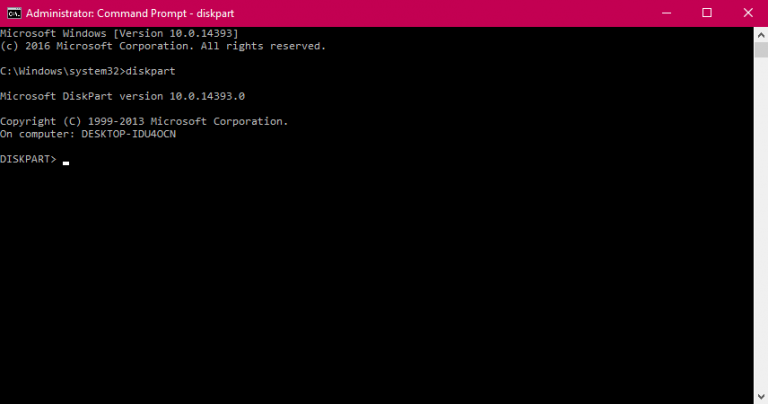 Administrator: Command Prompt - diskpart
Microsoft Windows [Version 10.0.14393]
(c) 2016 Microsoft Corporation. All rights reserved.
C:\Windows\system32>diskpart
Microsoft DiskPart version 10.0.14393.0
Copyright (C) 1999-2013 Microsoft Corporation.
On computer: DESKTOP-IDU4OCN
DISKPART>